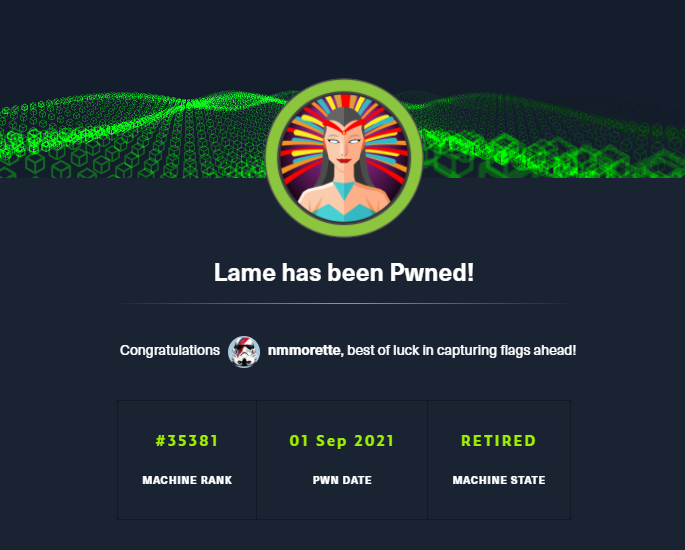 Lame has been Pwned!
Congratulations nmmorette, best of luck in capturing flags ahead!
#35381 01 Sep 2021 RETIRED
MACHINE RANK PWN DATE MACHINE STATE